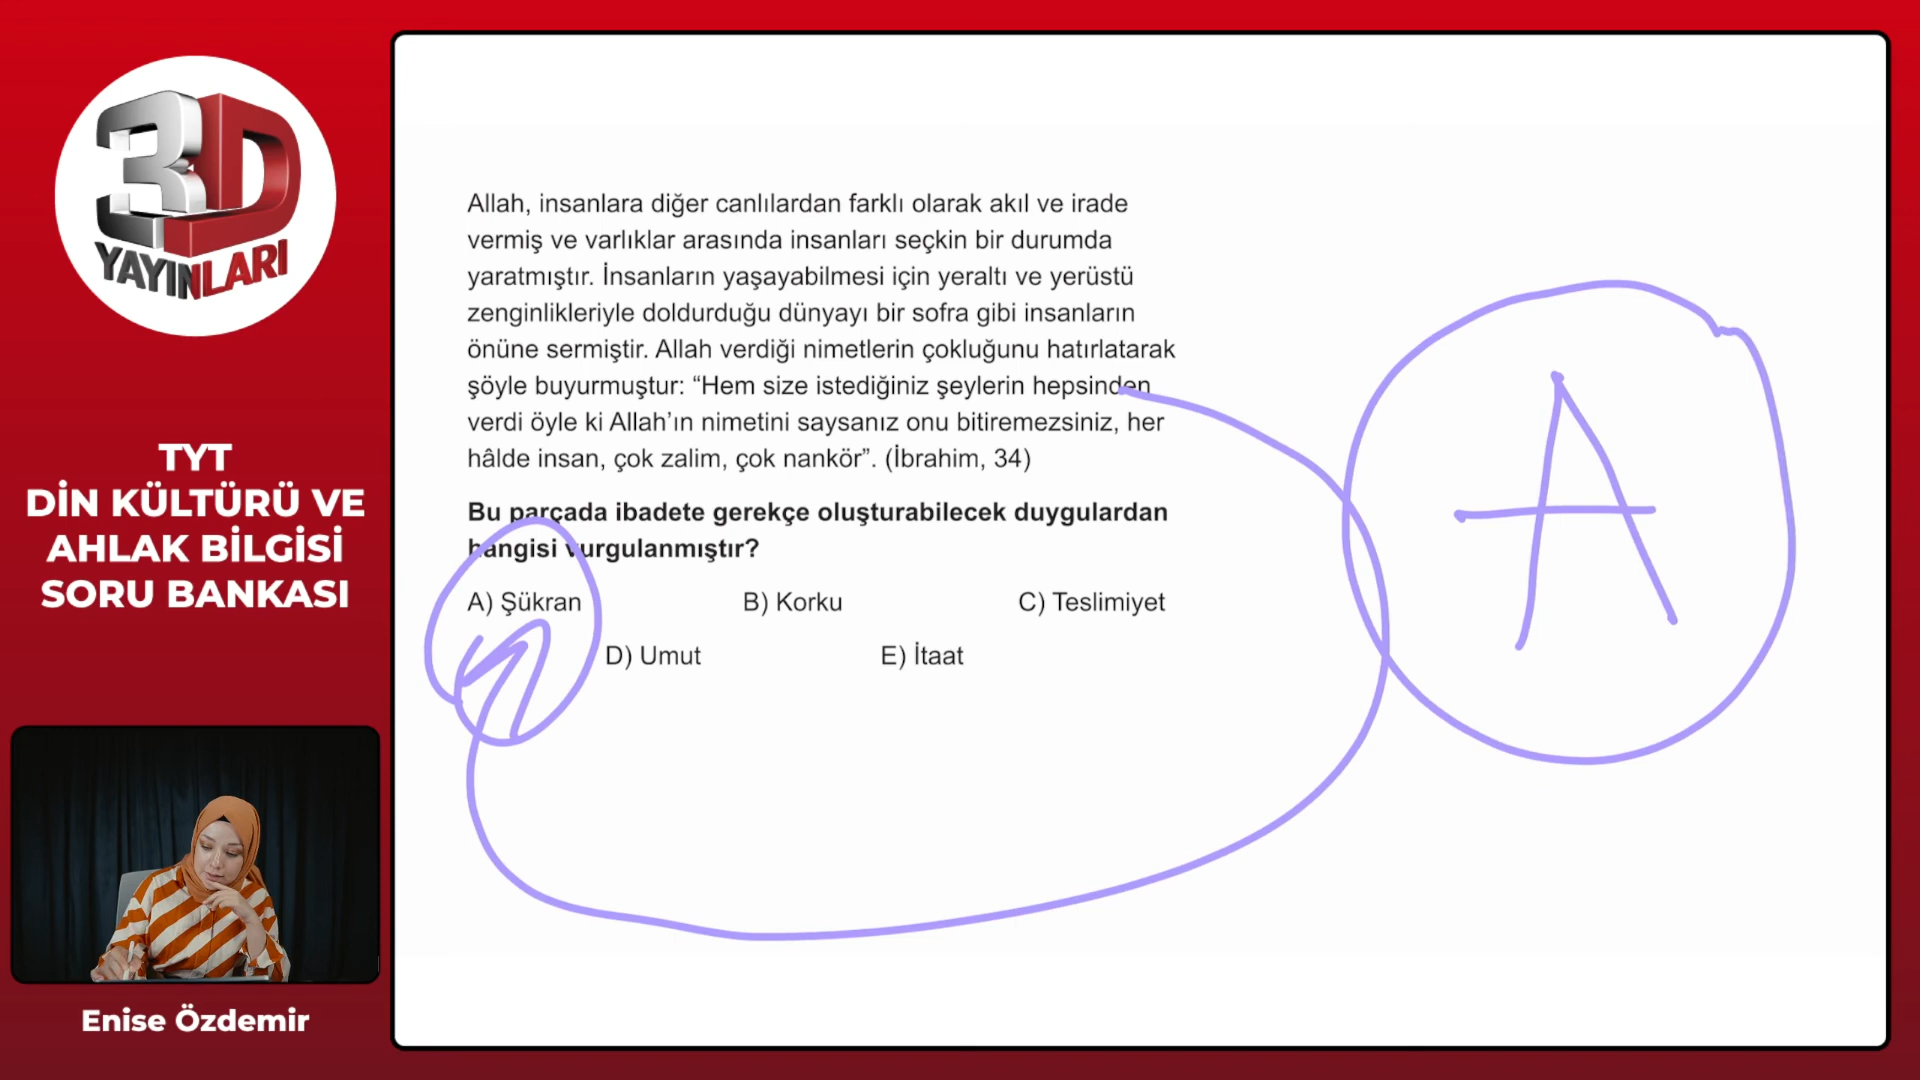 3D
YAYINLARI
TYT
DİN KÜLTÜRÜ VE
AHLAK BİLGİSİ
SORU BANKASI
Enise Özdemir
Allah, insanlara diğer canlılardan farklı olarak akıl ve irade
vermiş ve varlıklar arasında insanları seçkin bir durumda
yaratmıştır. İnsanların yaşayabilmesi için yeraltı ve yerüstü
zenginlikleriyle doldurduğu dünyayı bir sofra gibi insanların
önüne sermiştir. Allah verdiği nimetlerin çokluğunu hatırlatarak
şöyle buyurmuştur: “Hem size istediğiniz şeylerin hepsinden
verdi öyle ki Allah’ın nimetini saysanız onu bitiremezsiniz, her
hâlde insan, çok zalim, çok nankör”. (İbrahim, 34)
Bu parçada ibadete gerekçe oluşturabilecek duygulardan
hangisi vurgulanmıştır?
A) Şükran B) Korku C) Teslimiyet
D) Umut E) İtaat
A